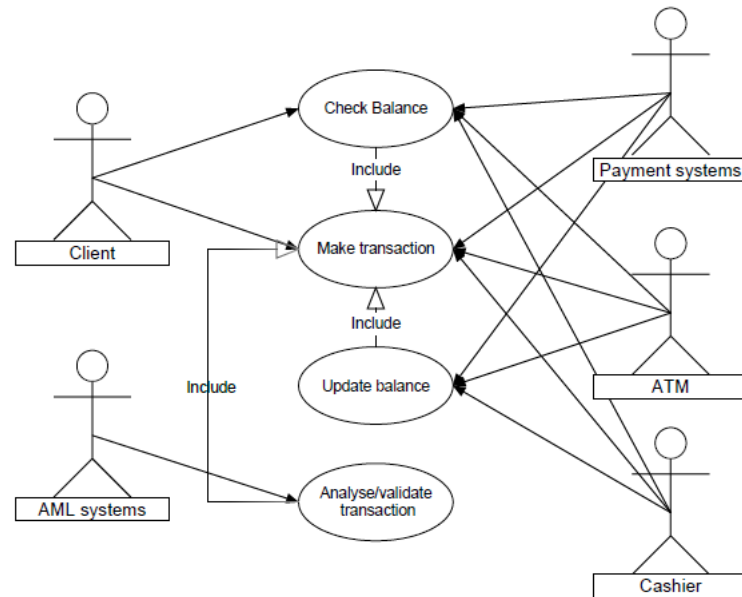 Check Balance
Payment systems
Include
Client
Make transaction
Include
Include
Update balance
ATM
AML systems
Analyse/validate
transaction
Cashier